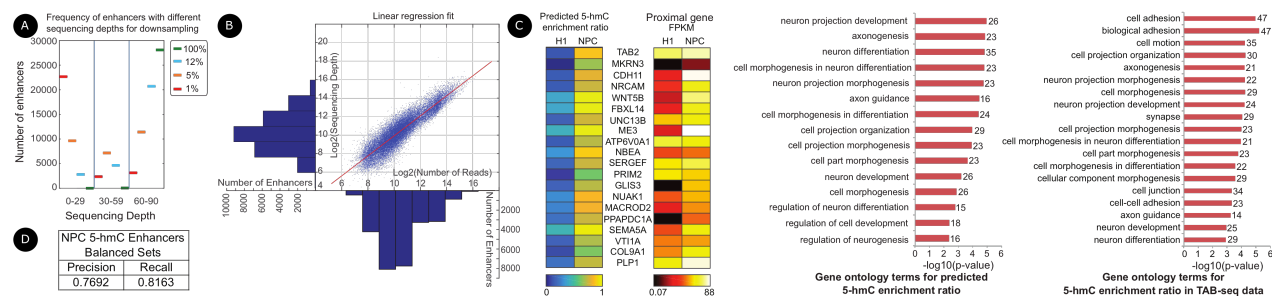 A
Frequency of enhancers with different
sequencing depths for downsampling
Number of enhancers
30000
25000
20000
15000
10000
5000
0
0-29 30-59 60-90
Sequencing Depth
100%
12%
5%
1%
B
Linear regression fit
Log2(Sequencing Depth)
20
18
16
14
12
10
8
6
4
6 8 10 12 14 16
Log2(Number of Reads)
Number of Enhancers
10000 8000 6000 4000 2000
Number of Enhancers
2000
4000
6000
8000
C
Predicted 5-hmC
enrichment ratio
H1 NPC
Proximal gene
FPKM
H1 NPC
TAB2
MKRN3
CDH11
NRCAM
WNT5B
FBXL14
UNC13B
ME3
ATP6V0A1
NBEA
SERGEF
PRIM2
GLIS3
NUAK1
MACROD2
PPAPDC1A
SEMA5A
VTI1A
COL9A1
PLP1
0 1
0.07 88
neuron projection development 26
axonogenesis 23
neuron differentiation 35
cell morphogenesis in neuron differentiation 23
neuron projection morphogenesis 23
axon guidance 16
cell morphogenesis in differentiation 24
cell projection organization 29
cell projection morphogenesis 23
cell part morphogenesis 23
neuron development 26
cell morphogenesis 26
regulation of neuron differentiation 15
regulation of cell development 18
regulation of neurogenesis 16
0 1 2 3 4 5 6
-log10(p-value)
Gene ontology terms for predicted
5-hmC enrichment ratio
cell adhesion 47
biological adhesion 47
cell motion 35
cell projection organization 30
axonogenesis 21
neuron projection morphogenesis 22
cell morphogenesis 29
neuron projection development 24
synapse 29
cell projection morphogenesis 23
cell morphogenesis in neuron differentiation 21
cell part morphogenesis 23
cell morphogenesis in differentiation 22
cellular component morphogenesis 29
cell junction 34
cell-cell adhesion 23
axon guidance 14
neuron development 25
neuron differentiation 29
0 1 2 3 4 5 6
-log10(p-value)
Gene ontology terms for
5-hmC enrichment ratio in TAB-seq data
D
NPC 5-hmC Enhancers
Balanced Sets
Precision Recall
0.7692 0.8163